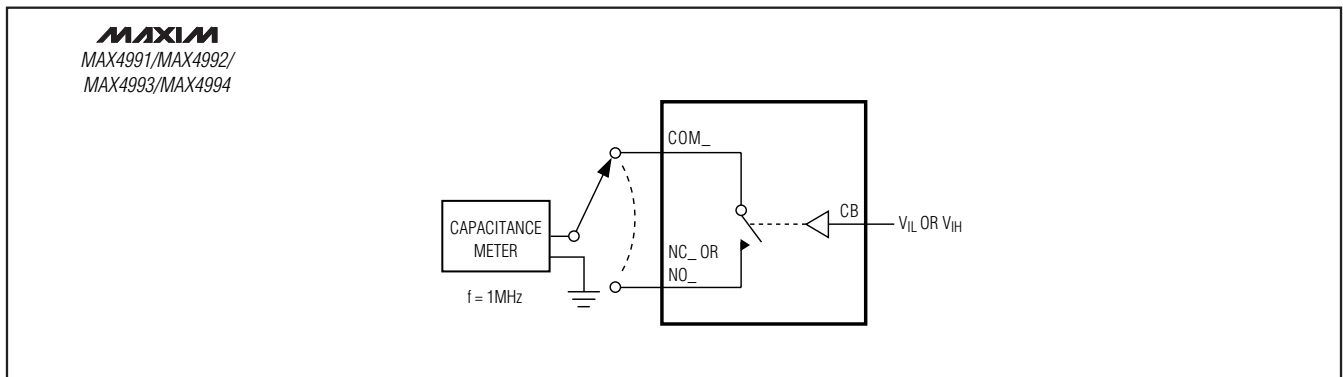 MAXIM
MAX4991/MAX4992/
MAX4993/MAX4994
COM_
CAPACITANCE
METER
f = 1MHz
NC_ OR
NO_
CB
VIL OR VIH